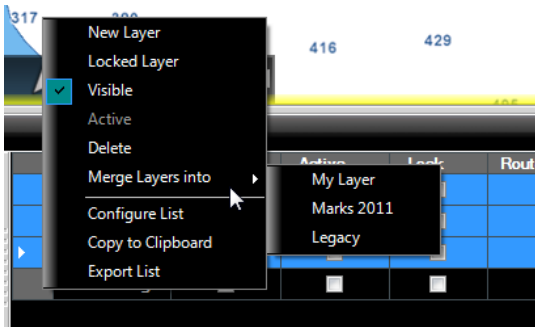 317
416
429
New Layer
Locked Layer
Visible
Active
Delete
Merge Layers into
Configure List
Copy to Clipboard
Export List
Active
Lock
Rout
My Layer
Marks 2011
Legacy